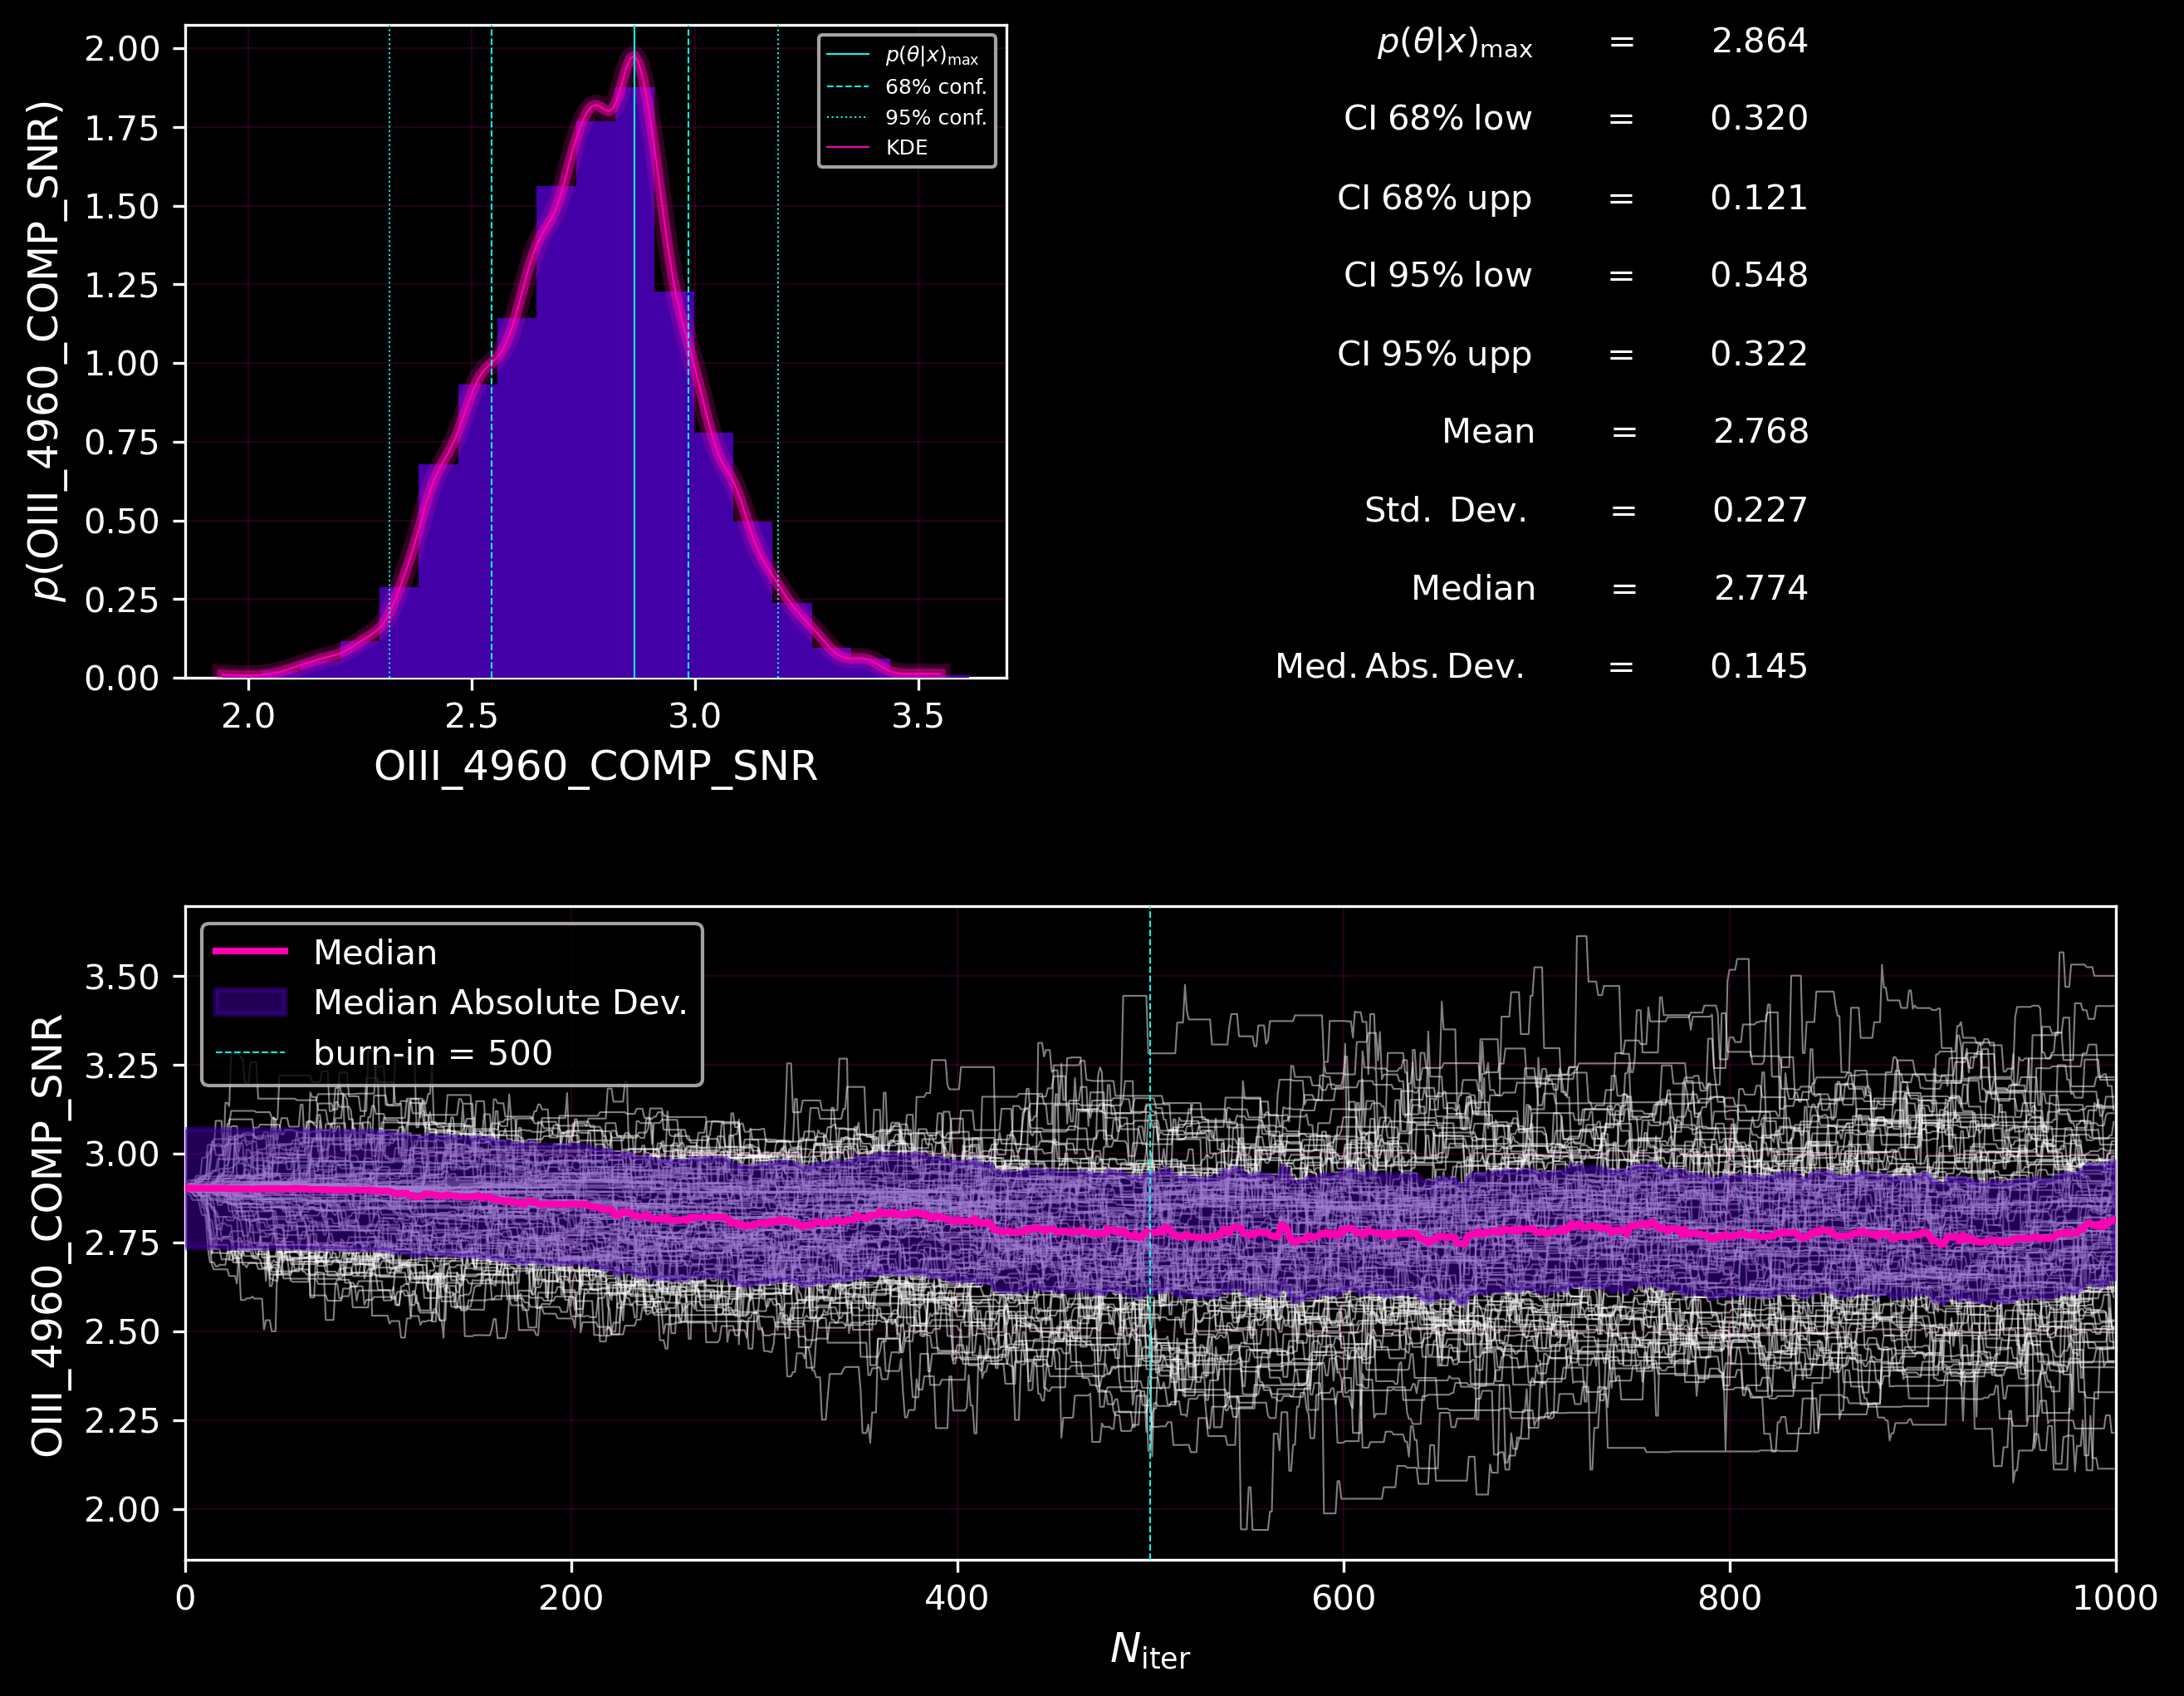 p(OIII_4960_COMP_SNR)
2.00
1.75
1.50
1.25
1.00
0.75
0.50
0.25
0.00
2.0 2.5 3.0 3.5
OIII_4960_COMP_SNR
p(θ|x)max
68% conf.
95% conf.
KDE
p(θ|x)max = 2.864
CI 68% low = 0.320
CI 68% upp = 0.121
CI 95% low = 0.548
CI 95% upp = 0.322
Mean = 2.768
Std. Dev. = 0.227
Median = 2.774
Med. Abs. Dev. = 0.145
OIII_4960_COMP_SNR
3.50
3.25
3.00
2.75
2.50
2.25
2.00
Median
Median Absolute Dev.
burn-in = 500
0 200 400 600 800 1000
Niter